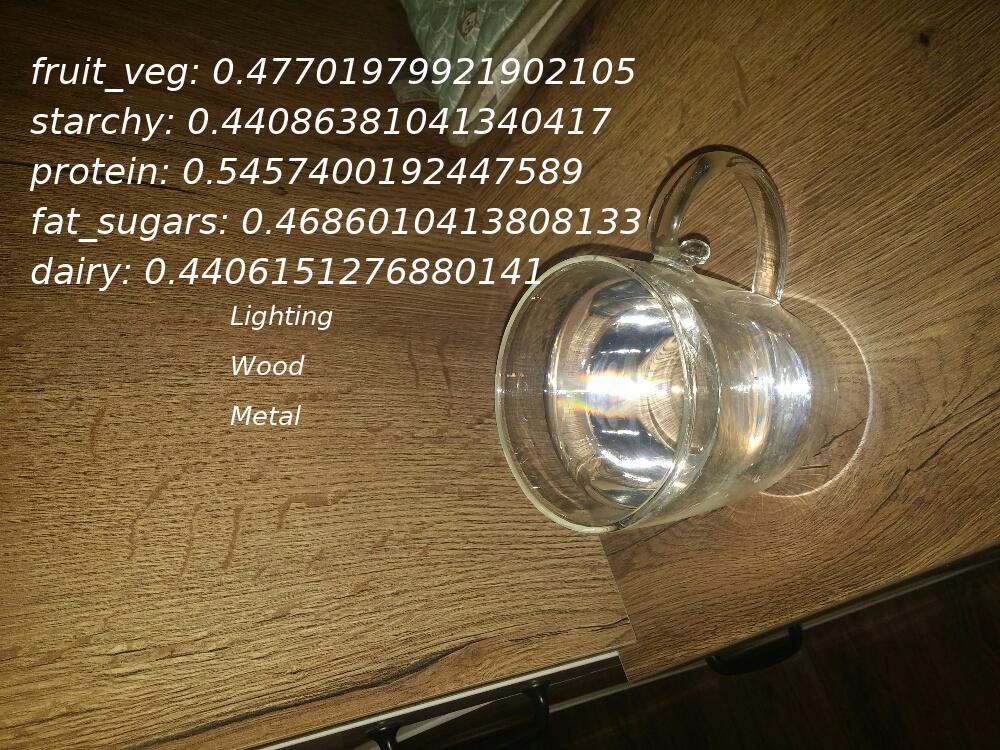 fruit_veg: 0.47701979921902105
starchy: 0.44086381041340417
protein: 0.5457400192447589
fat_sugars: 0.4686010413808133
dairy: 0.4406151276880141
Lighting
Wood
Metal